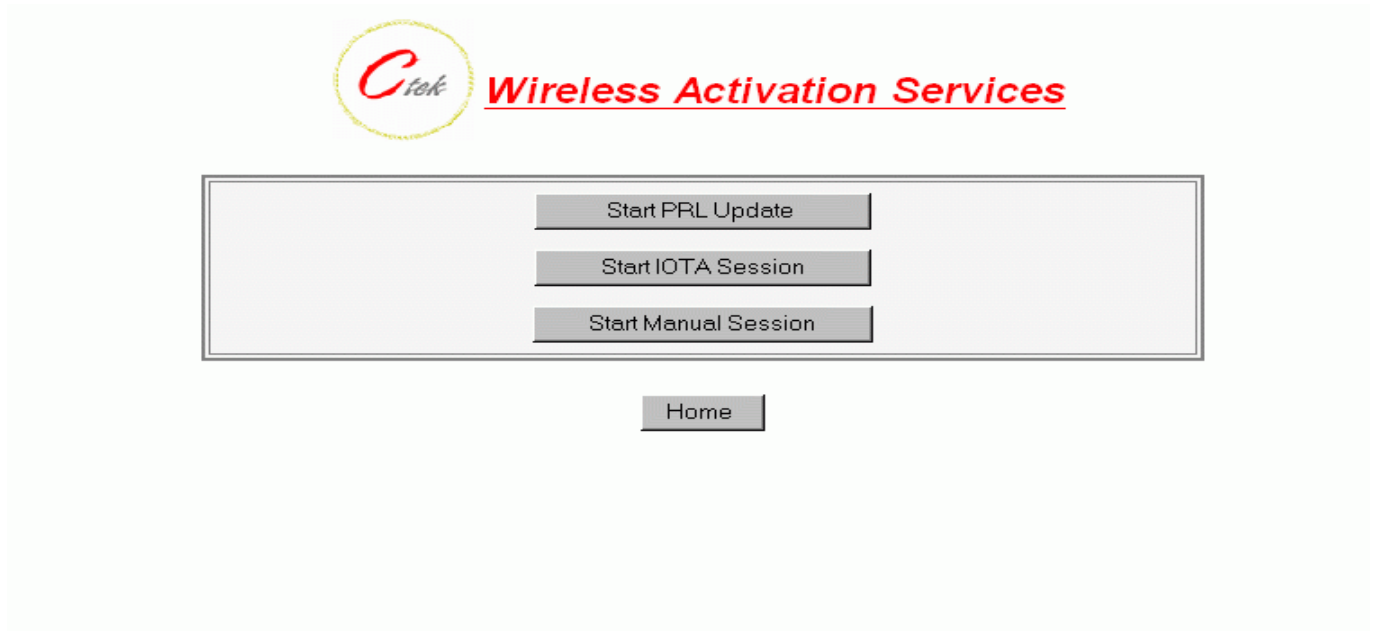 Ctek
Wireless Activation Services
Start PRL Update
Start IOTA Session
Start Manual Session
Home